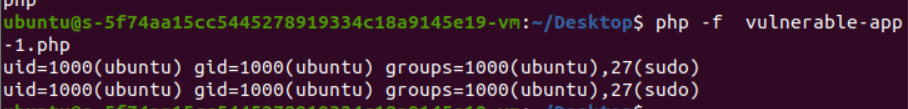 php
ubuntu@s-5f74aa15cc5445278919334c18a9145e19-vm:~/Desktop$ php -f  vulnerable-app
-1.php
uid=1000(ubuntu) gid=1000(ubuntu) groups=1000(ubuntu),27(sudo)
uid=1000(ubuntu) gid=1000(ubuntu) groups=1000(ubuntu),27(sudo)